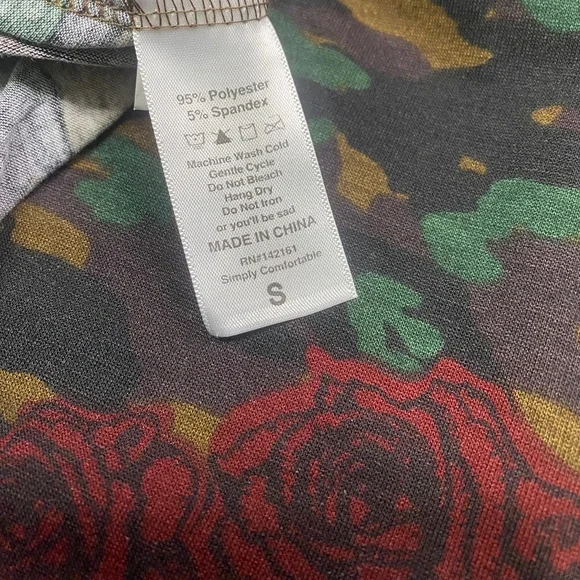 95% Polyester
5% Spandex
Machine Wash Cold
Gentle Cycle
Do Not Bleach
Hang Dry
Do Not Iron
or you'll be sad
MADE IN CHINA
RN#142161
Simply Comfortable
S